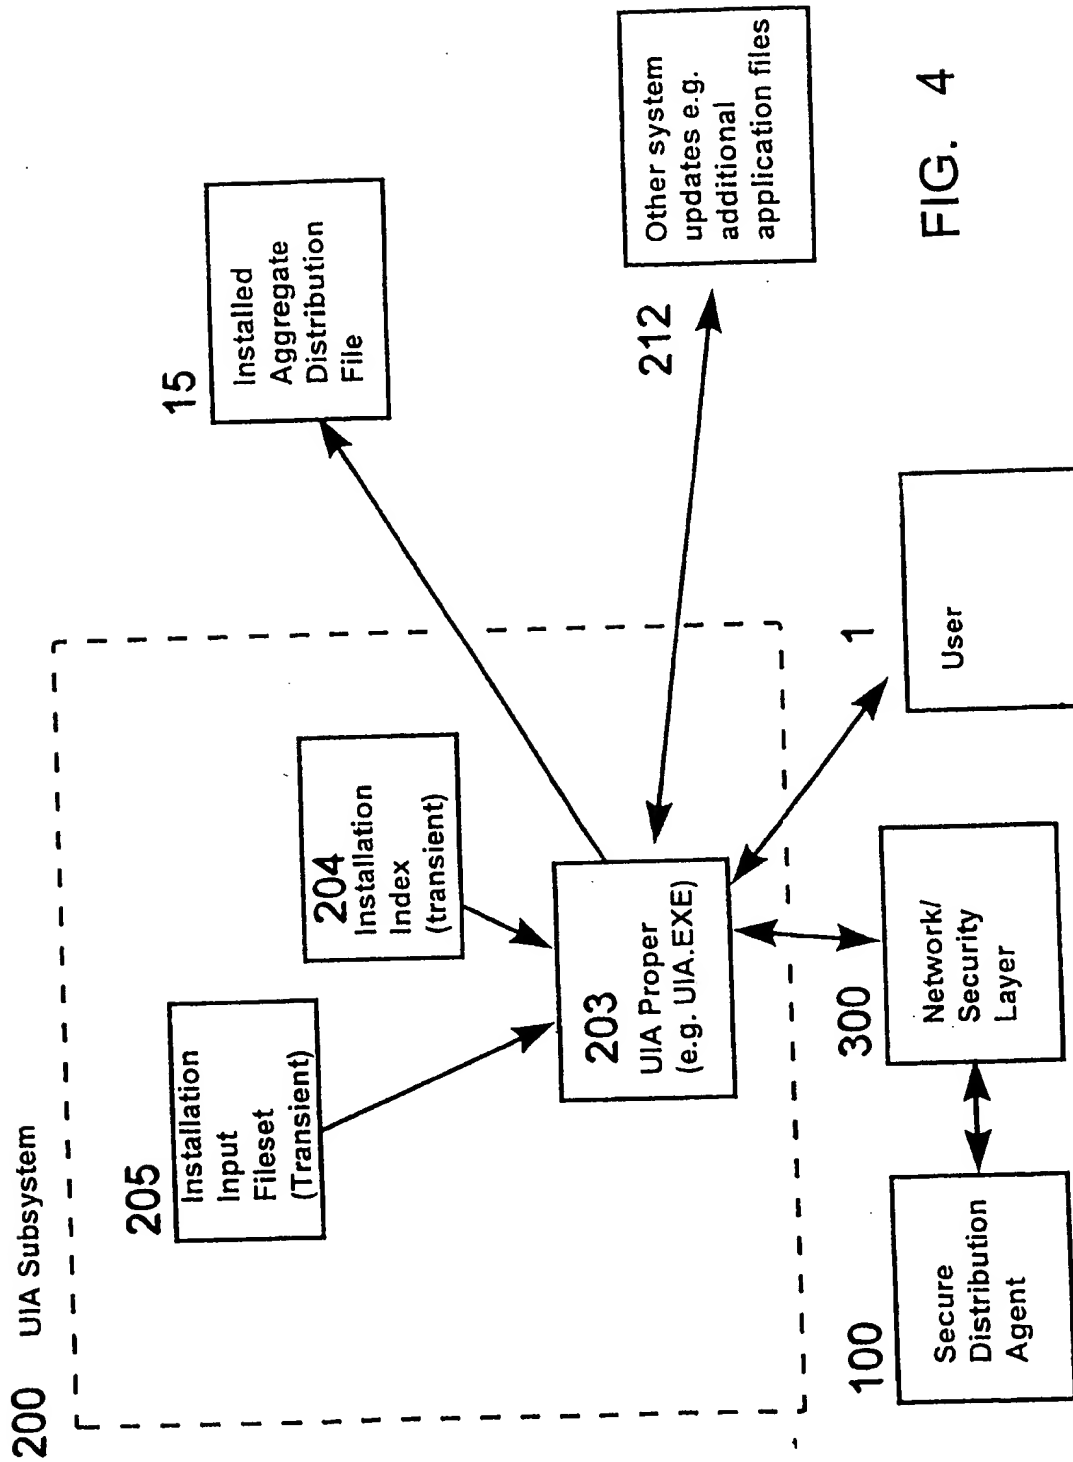 200 UIA Subsystem
205
Installation
Input
Fileset
(Transient)
204
Installation
Index
(transient)
15
Installed
Aggregate
Distribution
File
203
UIA Proper
(e.g. UIA.EXE)
212
Other system
updates e.g.
additional
application files
100
Secure
Distribution
Agent
300
Network/
Security
Layer
1
User
FIG. 4